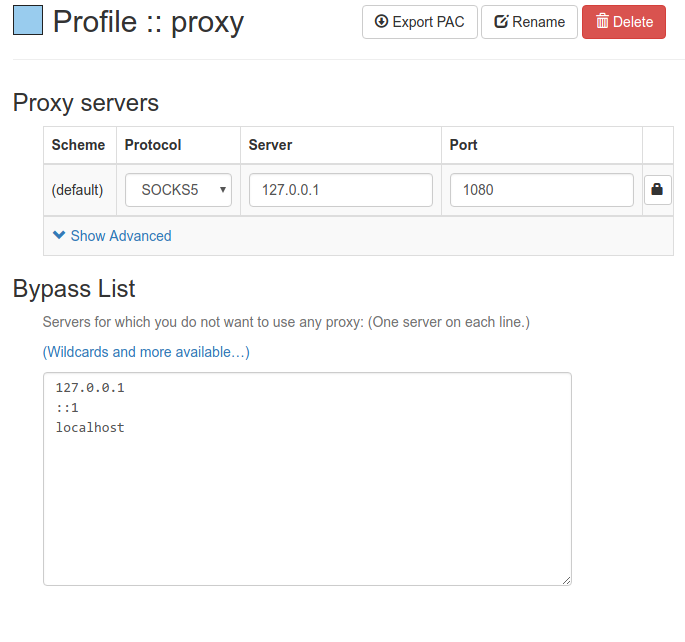 Profile :: proxy
Export PAC
Rename
Delete
Proxy servers
Scheme Protocol Server Port
(default) SOCKS5 127.0.0.1 1080
Show Advanced
Bypass List
Servers for which you do not want to use any proxy: (One server on each line.)
(Wildcards and more available…)
127.0.0.1
::1
localhost